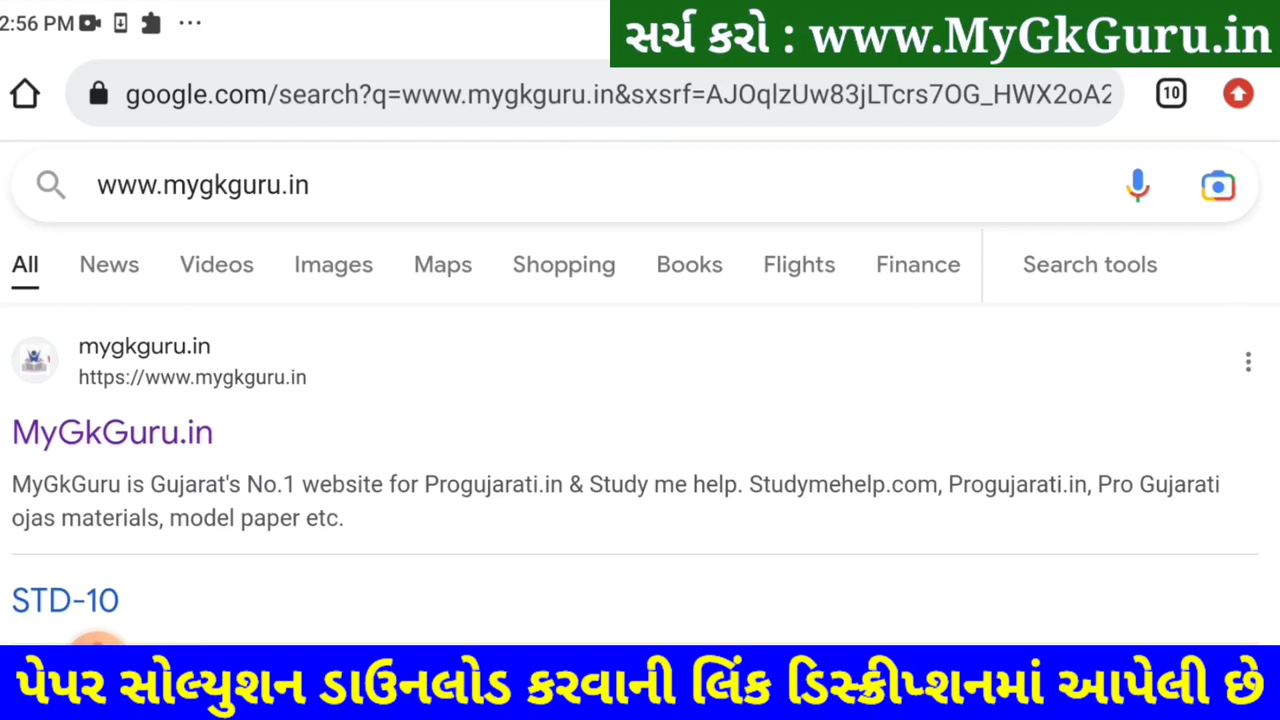 2:56 PM
સર્ચ કરો : www.MyGkGuru.in
google.com/search?q=www.mygkguru.in&sxsrf=AJOqlzUw83jLTcrs7OG_HWX2oA2
10
www.mygkguru.in
All News Videos Images Maps Shopping Books Flights Finance Search tools
mygkguru.in
https://www.mygkguru.in
MyGkGuru.in
MyGkGuru is Gujarat's No.1 website for Progujarati.in & Study me help. Studymehelp.com, Progujarati.in, Pro Gujarati
ojas materials, model paper etc.
STD-10
પેપર સોલ્યુશન ડાઉનલોડ કરવાની લિંક ડિસ્ક્રીપ્શનમાં આપેલી છે